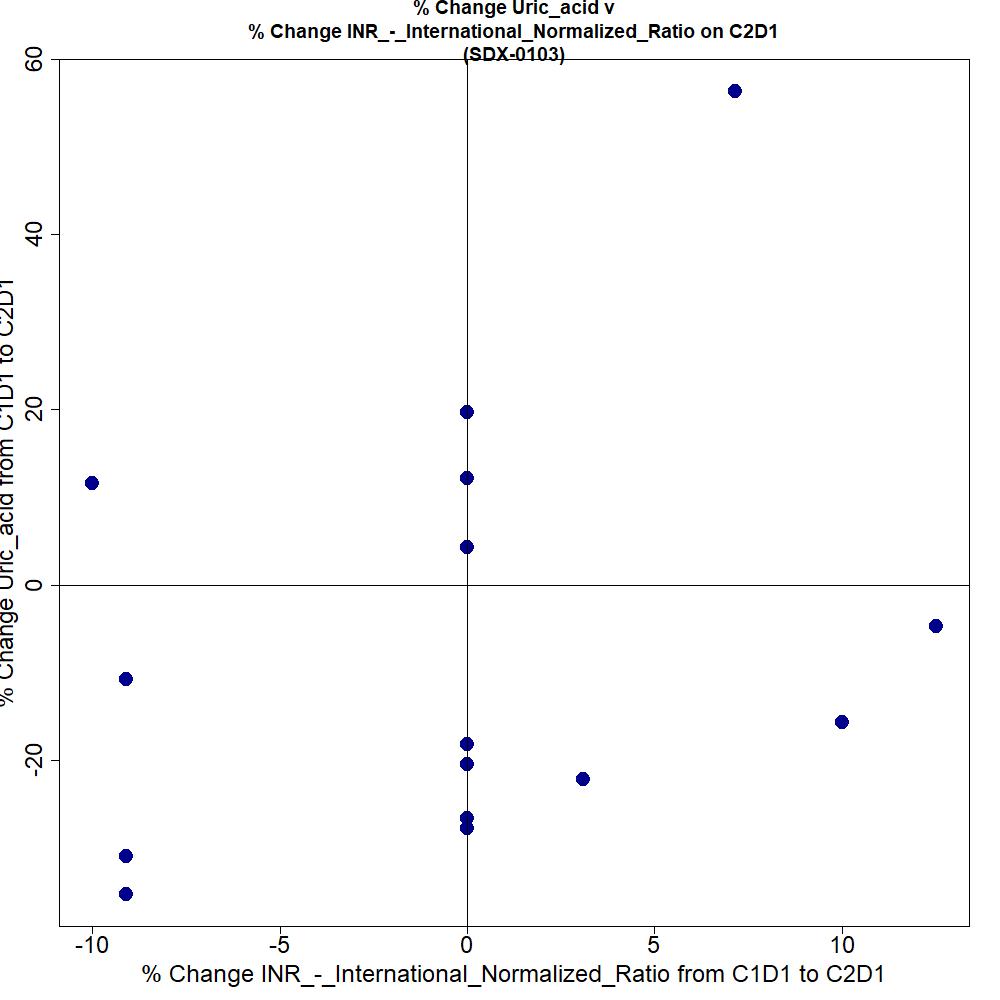 % Change Uric_acid v
% Change INR_-_International_Normalized_Ratio on C2D1
(SDX-0103)
60
40
20
0
-20
% Change Uric_acid from C1D1 to C2D1
-10
-5
0
5
10
% Change INR_-_International_Normalized_Ratio from C1D1 to C2D1